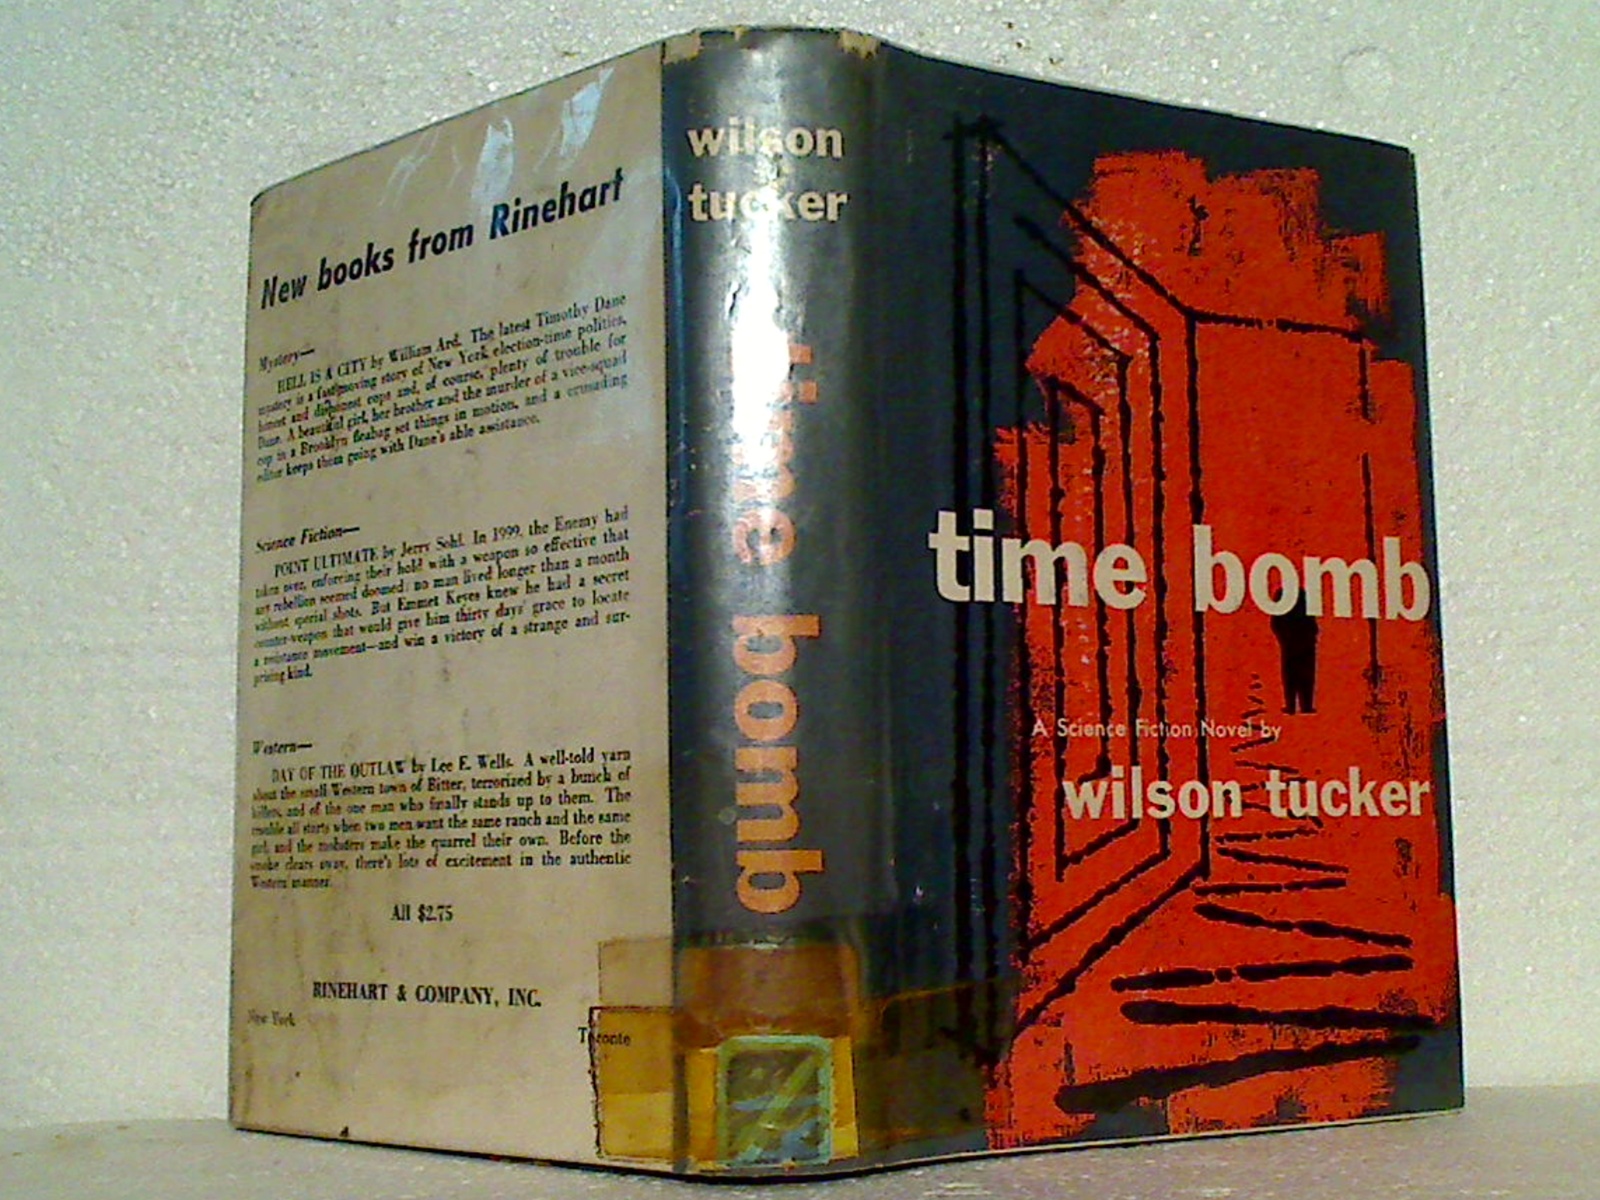 New books from Rinehart
Mystery—
HELL IS A CITY by William Ard. The latest Timothy Dane
mystery is a fastmoving story of New York election-time politics,
honest and dishonest cops and, of course, plenty of trouble for
Dane. A beautiful girl, her brother and the murder of a vice-squad
cop in a Brooklyn fleabag set things in motion, and a crusading
editor keeps them going with Dane's able assistance.
Science Fiction—
POINT ULTIMATE by Jerry Sohl. In 1999, the Enemy had
taken over, enforcing their hold with a weapon so effective that
any rebellion seemed doomed: no man lived longer than a month
without special shots. But Emmet Keyes knew he had a secret
counter-weapon that would give him thirty days' grace to locate
a resistance movement—and win a victory of a strange and sur-
prising kind.
Western—
DAY OF THE OUTLAW by Lee E. Wells. A well-told yarn
about the small Western town of Bitter, terrorized by a bunch of
killers, and of the one man who finally stands up to them. The
trouble all starts when two men want the same ranch and the same
girl, and the mobsters make the quarrel their own. Before the
smoke clears away, there's lots of excitement in the authentic
Western manner.
All $2.75
RINEHART & COMPANY, INC.
New York
Toronto
wilson
tucker
time bomb
time bomb
A Science Fiction Novel by
wilson tucker